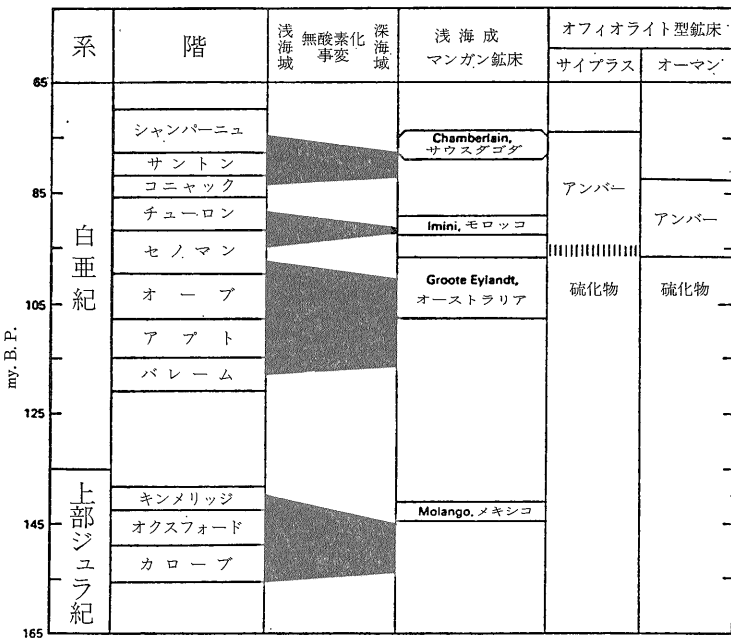 系
階
浅海域
無酸素化
事変
深海域
浅海成
マンガン鉱床
オフィオライト型鉱床
サイプラス
オーマン
my. B. P.
65
85
105
125
145
165
白亜紀
上部ジュラ紀
シャンパーニュ
サントン
コニャック
チューロン
セノマン
オーブ
アプト
バレーム
キンメリッジ
オクスフォード
カローブ
Chamberlain,
サウスダゴダ
Imini, モロッコ
Groote Eylandt,
オーストラリア
Molango, メキシコ
アンバー
硫化物
アンバー
硫化物